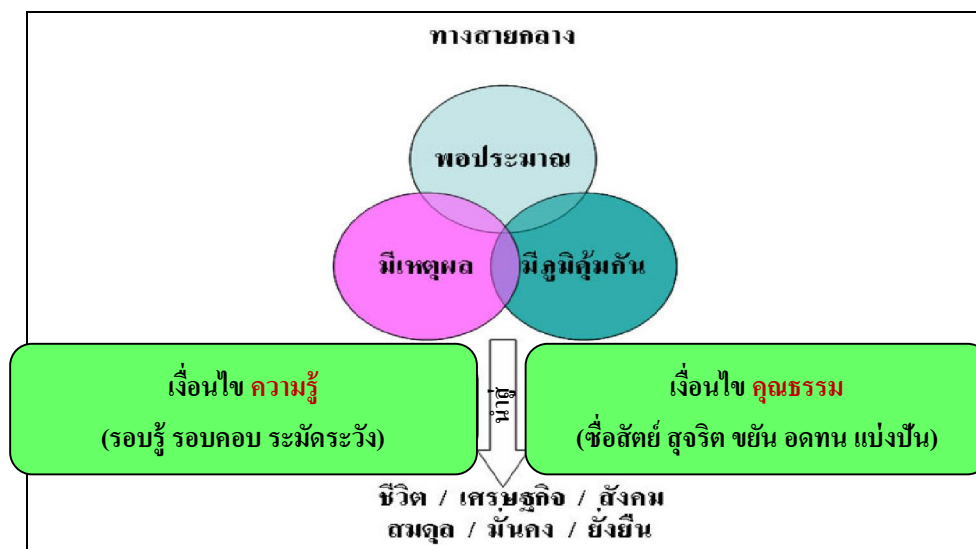 ทางสายกลาง
พอประมาณ
มีเหตุผล
มีภูมิคุ้มกัน
เงื่อนไข ความรู้
(รอบรู้ รอบคอบ ระมัดระวัง)
นำสู่
เงื่อนไข คุณธรรม
(ซื่อสัตย์ สุจริต ขยัน อดทน แบ่งปัน)
ชีวิต / เศรษฐกิจ / สังคม
สมดุล / มั่นคง / ยั่งยืน